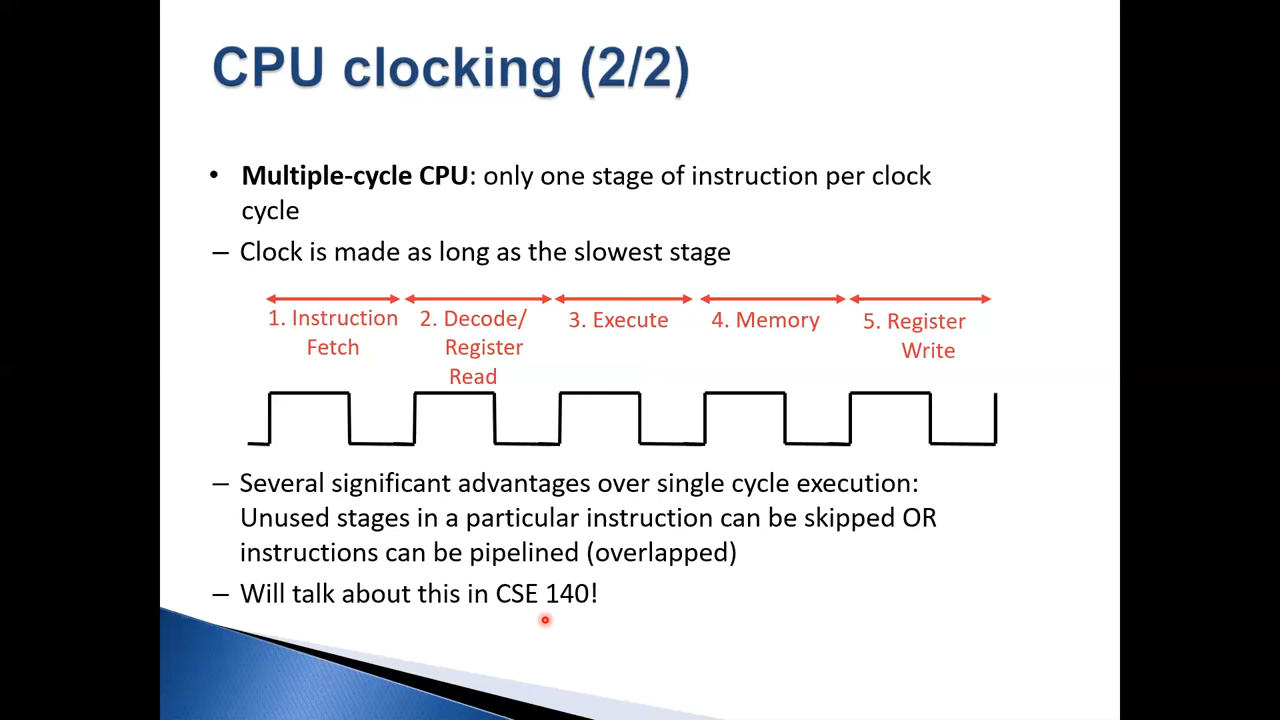 CPU clocking (2/2)
• Multiple-cycle CPU: only one stage of instruction per clock
cycle
– Clock is made as long as the slowest stage
1. Instruction
Fetch
2. Decode/
Register
Read
3. Execute
4. Memory
5. Register
Write
– Several significant advantages over single cycle execution:
Unused stages in a particular instruction can be skipped OR
instructions can be pipelined (overlapped)
– Will talk about this in CSE 140!